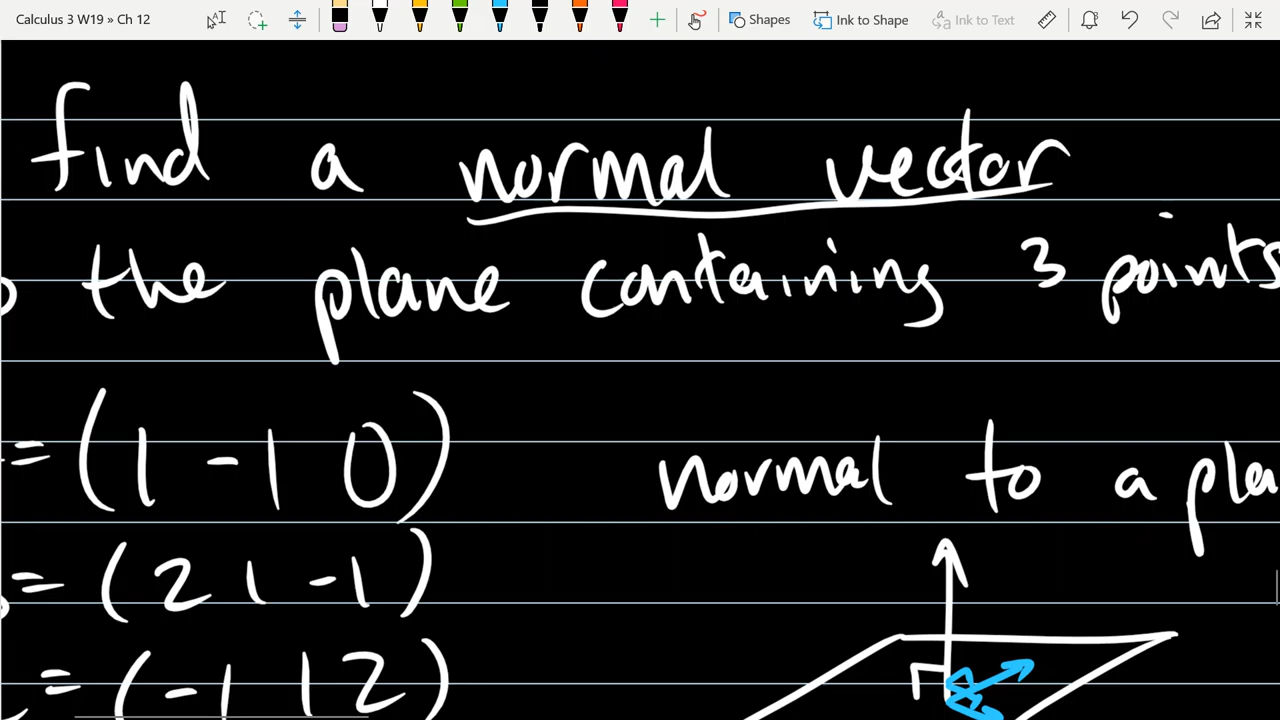 Calculus 3 W19 » Ch 12
Shapes
Ink to Shape
Ink to Text
find a normal vector
the plane containing 3 points
= (1 -1 0)
normal to a pla
= (2 1 -1)
= (-1 1 2)